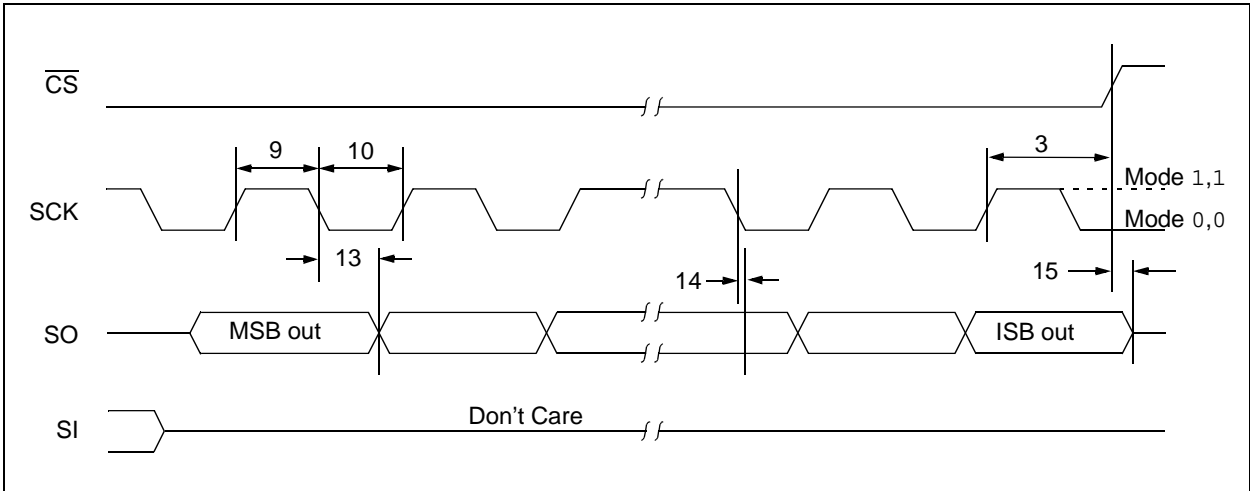 CS
9
10
3
Mode 1,1
SCK
Mode 0,0
13
14
15
SO
MSB out
ISB out
Don't Care
SI